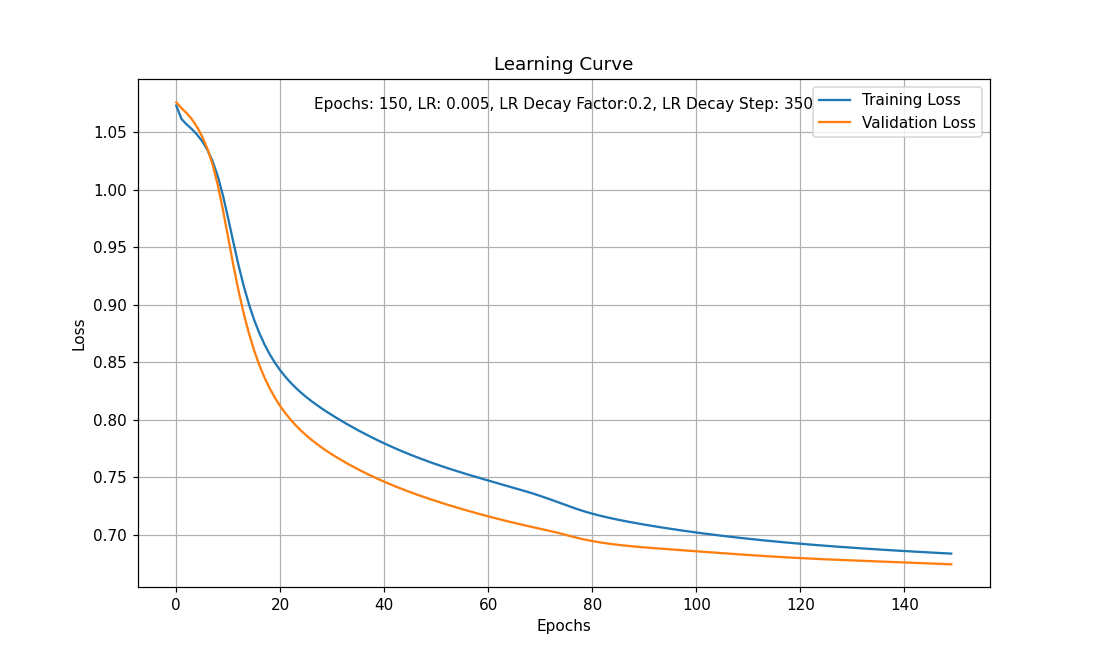 Learning Curve
Epochs: 150, LR: 0.005, LR Decay Factor:0.2, LR Decay Step: 350
Training Loss
Validation Loss
1.05
1.00
0.95
0.90
0.85
0.80
0.75
0.70
Loss
0 20 40 60 80 100 120 140
Epochs